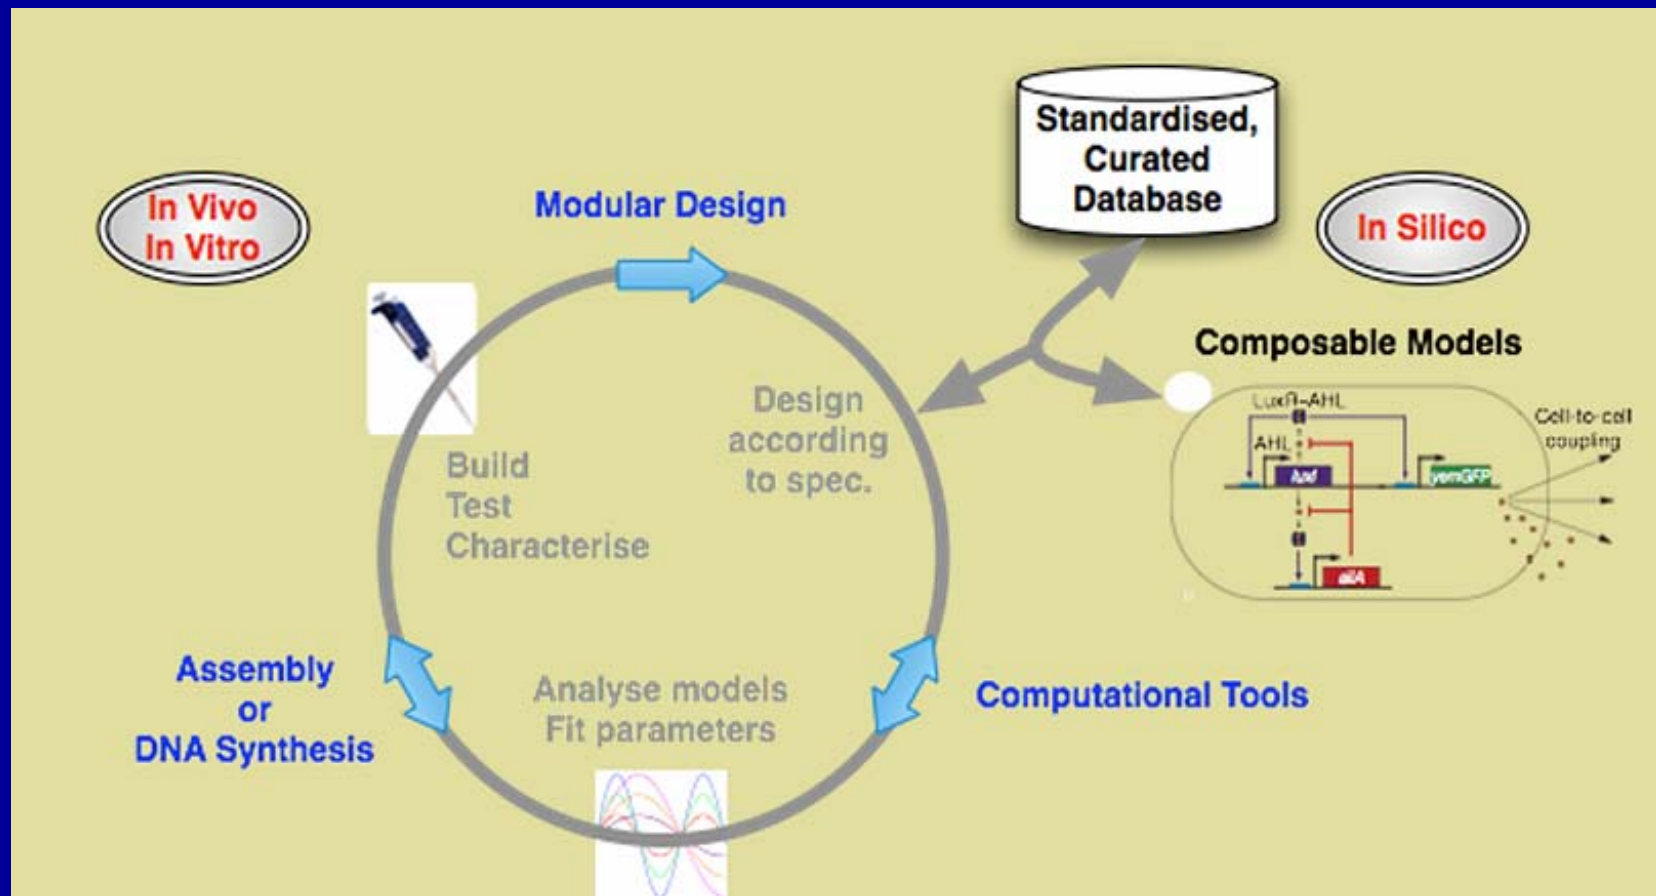 Standardised,
Curated
Database
In Vivo
In Vitro
Modular Design
In Silico
Composable Models
LuxR-AHL
AHL
luxI
yemGFP
aiiA
Cell-to-cell
coupling
Design
according
to spec.
Build
Test
Characterise
Assembly
or
DNA Synthesis
Analyse models
Fit parameters
Computational Tools